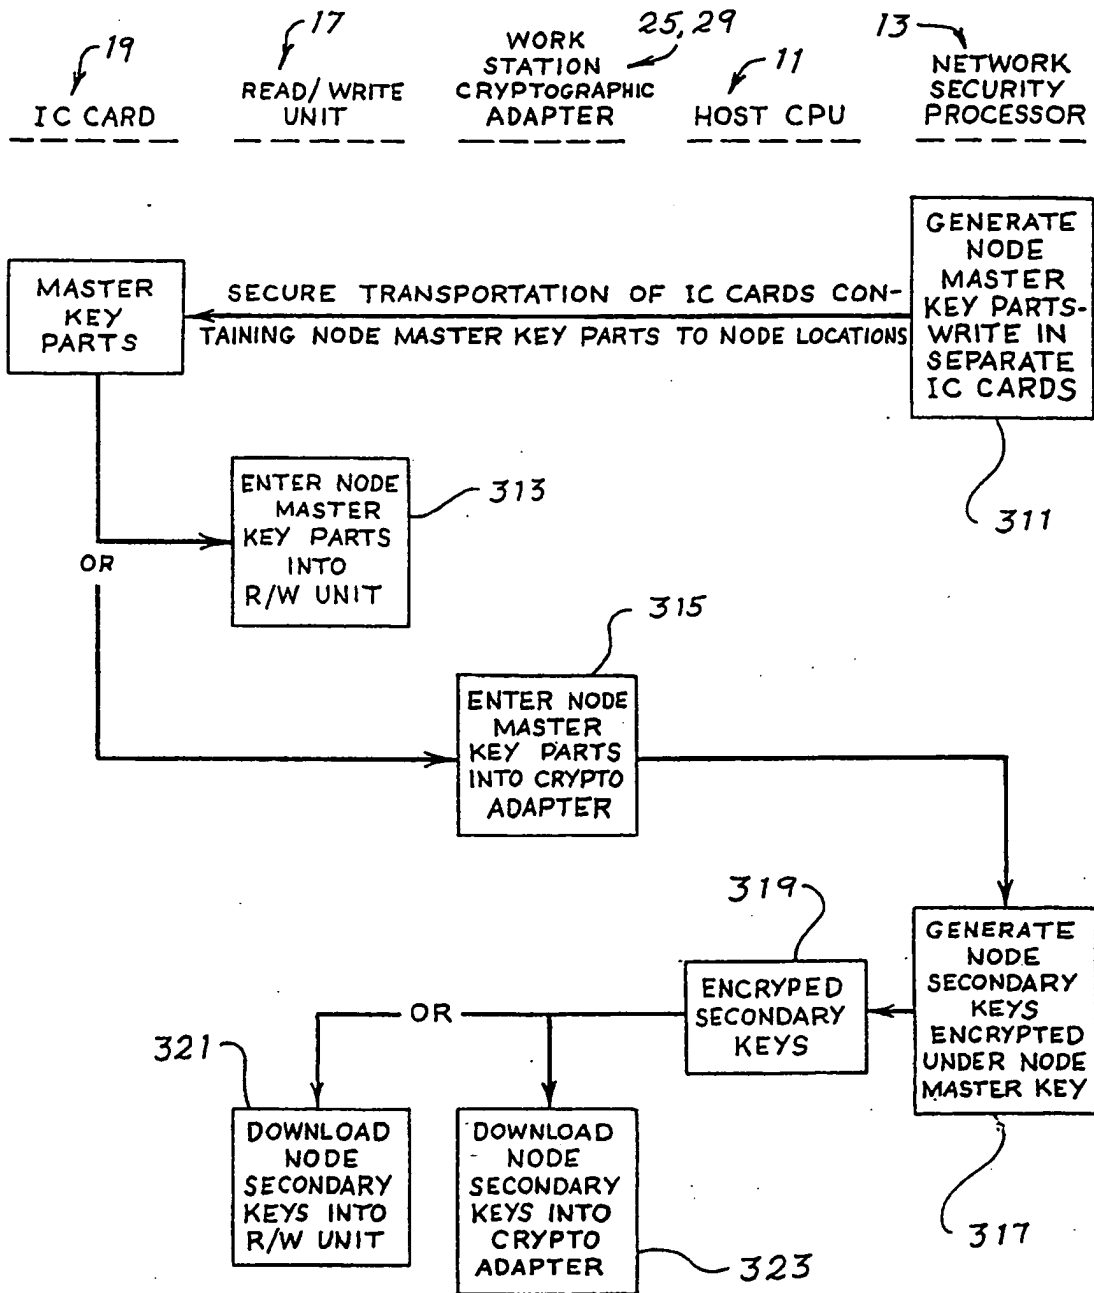 19
IC CARD
17
READ/WRITE
UNIT
WORK
STATION
CRYPTOGRAPHIC
ADAPTER
25,29
11
HOST CPU
13
NETWORK
SECURITY
PROCESSOR
GENERATE
NODE
MASTER
KEY PARTS-
WRITE IN
SEPARATE
IC CARDS
311
SECURE TRANSPORTATION OF IC CARDS CON-
TAINING NODE MASTER KEY PARTS TO NODE LOCATIONS
MASTER
KEY
PARTS
OR
ENTER NODE
MASTER
KEY PARTS
INTO
R/W UNIT
313
315
ENTER NODE
MASTER
KEY PARTS
INTO CRYPTO
ADAPTER
GENERATE
NODE
SECONDARY
KEYS
ENCRYPTED
UNDER NODE
MASTER KEY
317
319
ENCRYPED
SECONDARY
KEYS
OR
321
DOWNLOAD
NODE
SECONDARY
KEYS INTO
R/W UNIT
DOWNLOAD
NODE
SECONDARY
KEYS INTO
CRYPTO
ADAPTER
323